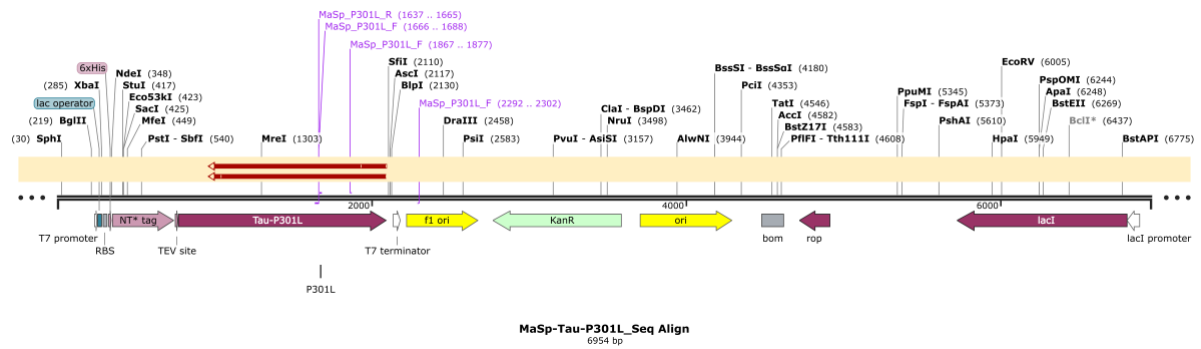 MaSp_P301L_R (1637 .. 1665)
MaSp_P301L_F (1666 .. 1688)
MaSp_P301L_F (1867 .. 1877)
6xHis
NdeI (348)
SfiI (2110)
BssSI - BssSαI (4180)
EcoRV (6005)
(285) XbaI
StuI (417)
AscI (2117)
PciI (4353)
PspOMI (6244)
Eco53kI (423)
BlpI (2130)
PpuMI (5345)
ApaI (6248)
lac operator
SacI (425)
MaSp_P301L_F (2292 .. 2302)
ClaI - BspDI (3462)
TatI (4546)
FspI - FspAI (5373)
BstEII (6269)
(219) BglII
MfeI (449)
DraIII (2458)
NruI (3498)
AccI (4582)
PshAI (5610)
BclI* (6437)
BstZ17I (4583)
(30) SphI
PstI - SbfI (540)
MreI (1303)
PsiI (2583)
PvuI - AsiSI (3157)
AlwNI (3944)
PflFI - Tth111I (4608)
HpaI (5949)
BstAPI (6775)
2000
4000
6000
NT* tag
Tau-P301L
f1 ori
KanR
ori
lacI
T7 promoter
bom
rop
lacI promoter
RBS
TEV site
T7 terminator
P301L
MaSp-Tau-P301L_Seq Align
6954 bp